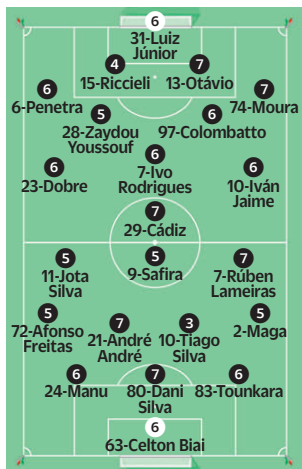 6
31-Luiz
Júnior
4
7
15-Riccieli
13-Otávio
6
7
6-Penetra
74-Moura
5
6
28-Zaydou
Youssouf
97-Colombatto
6
7-Ivo
Rodrigues
6
6
23-Dobre
10-Iván
Jaime
7
29-Cádiz
5
9-Safira
5
7
11-Jota
Silva
7-Rúben
Lameiras
5
5
72-Afonso
Freitas
2-Maga
7
3
21-André
André
10-Tiago
Silva
6
7
6
24-Manu
80-Dani
Silva
83-Tounkara
6
63-Celton Biai